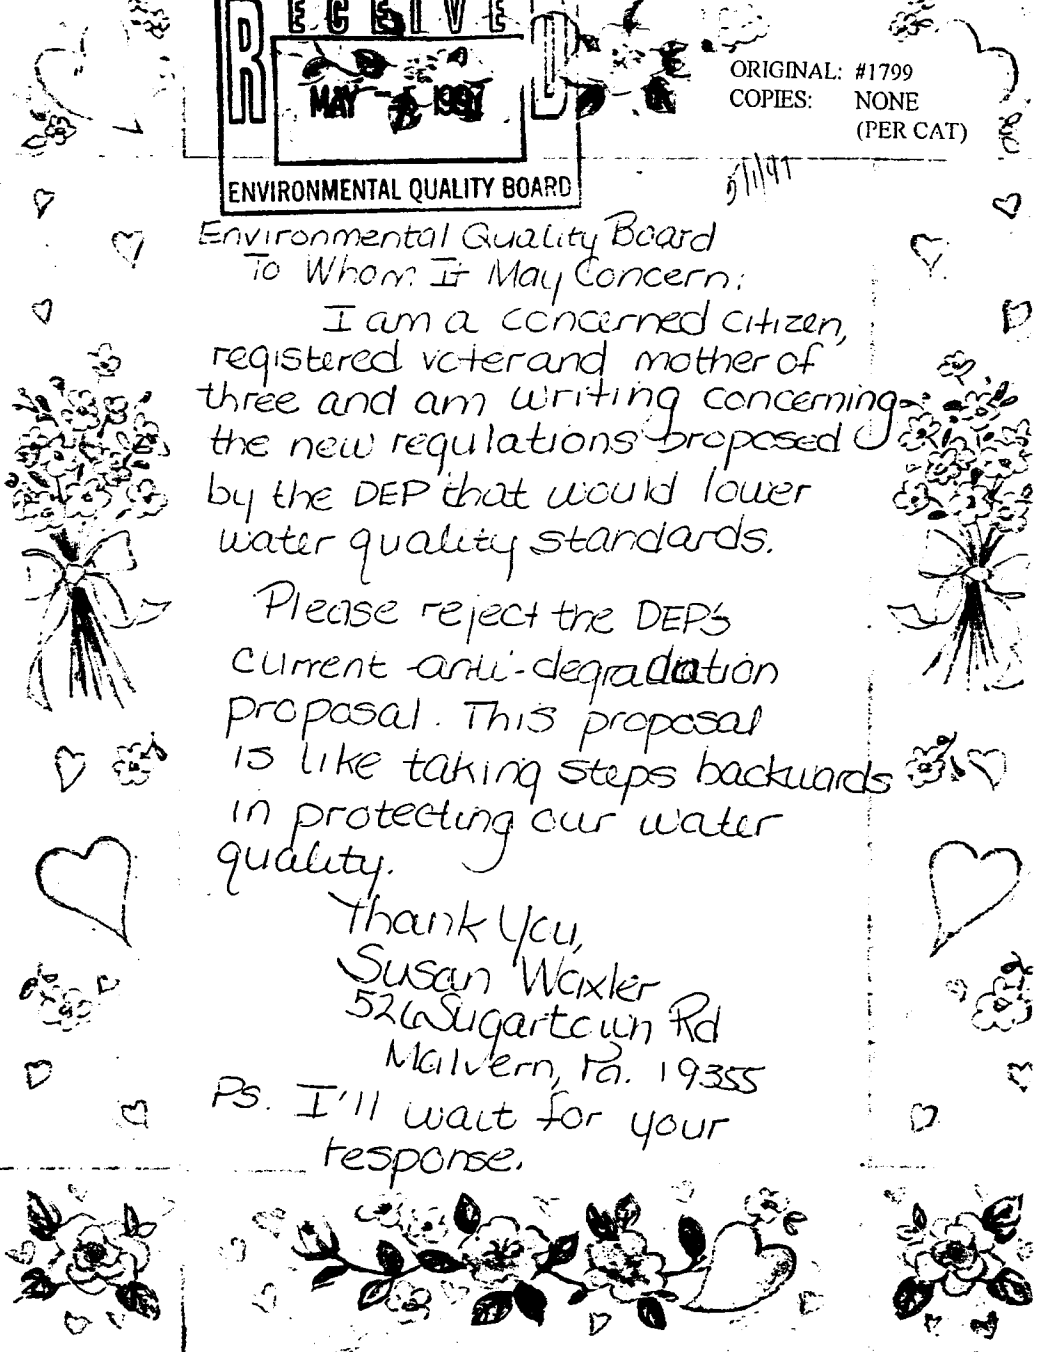 RECEIVED
MAY 1997
ENVIRONMENTAL QUALITY BOARD
ORIGINAL: #1799
COPIES: NONE
(PER CAT)
5/1/97
Environmental Quality Board
To Whom It May Concern:
I am a concerned citizen,
registered voter and mother of
three and am writing concerning
the new regulations proposed
by the DEP that would lower
water quality standards.
Please reject the DEP's
current anti-degradation
proposal. This proposal
is like taking steps backwards
in protecting our water
quality.
Thank You,
Susan Waxler
526 Sugartown Rd
Malvern, Pa. 19355
Ps. I'll wait for your
response.